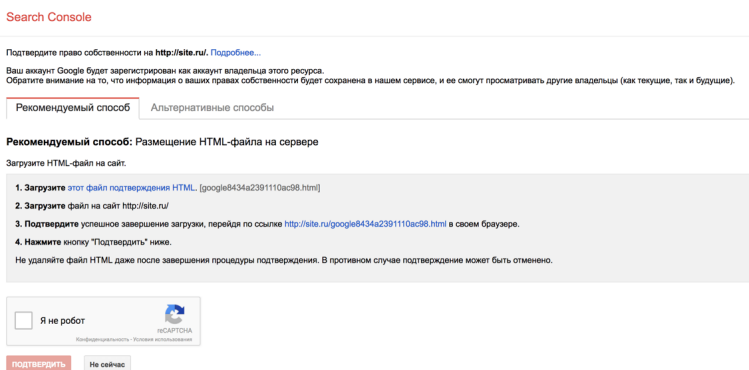 Search Console
Подтвердите право собственности на http://site.ru/. Подробнее...
Ваш аккаунт Google будет зарегистрирован как аккаунт владельца этого ресурса.
Обратите внимание на то, что информация о ваших правах собственности будет сохранена в нашем сервисе, и ее смогут просматривать другие владельцы (как текущие, так и будущие).
Рекомендуемый способ Альтернативные способы
Рекомендуемый способ: Размещение HTML-файла на сервере
Загрузите HTML-файл на сайт.
1. Загрузите этот файл подтверждения HTML. [google8434a2391110ac98.html]
2. Загрузите файл на сайт http://site.ru/
3. Подтвердите успешное завершение загрузки, перейдя по ссылке http://site.ru/google8434a2391110ac98.html в своем браузере.
4. Нажмите кнопку "Подтвердить" ниже.
Не удаляйте файл HTML даже после завершения процедуры подтверждения. В противном случае подтверждение может быть отменено.
Я не робот
reCAPTCHA
Конфиденциальность - Условия использования
ПОДТВЕРДИТЬ Не сейчас